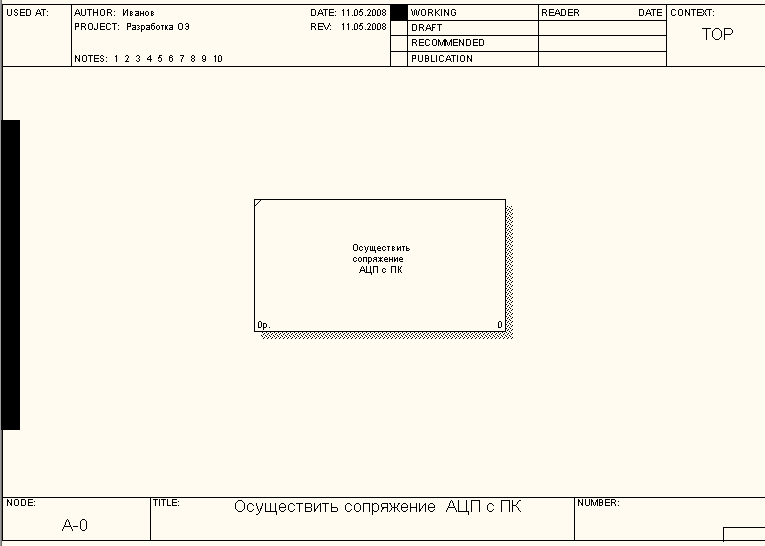 USED AT:
AUTHOR: Иванов
DATE: 11.05.2008
PROJECT: Разработка ОЭ
REV: 11.05.2008
NOTES: 1 2 3 4 5 6 7 8 9 10
WORKING
DRAFT
RECOMMENDED
PUBLICATION
READER
DATE
CONTEXT:
TOP
Осуществить
сопряжение
АЦП с ПК
0р.
0
NODE:
A-0
TITLE:
Осуществить сопряжение АЦП с ПК
NUMBER: